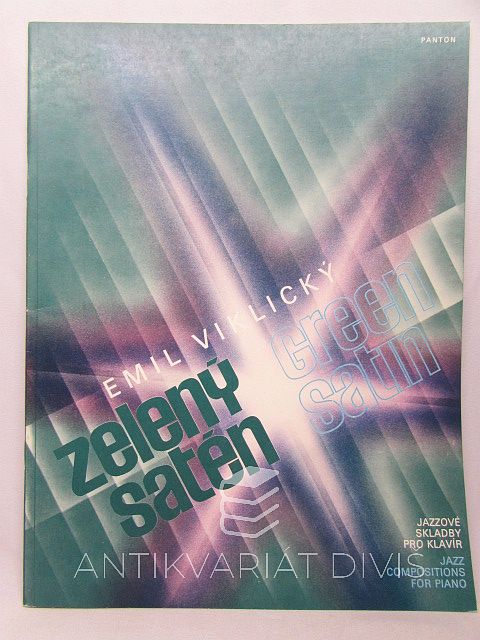 PANTON
EMIL VIKLICKÝ
zelený
satén
Green
Satin
JAZZOVÉ
SKLADBY
PRO KLAVÍR
JAZZ
COMPOSITIONS
FOR PIANO
ANTIKVARIÁT DIVIŠ